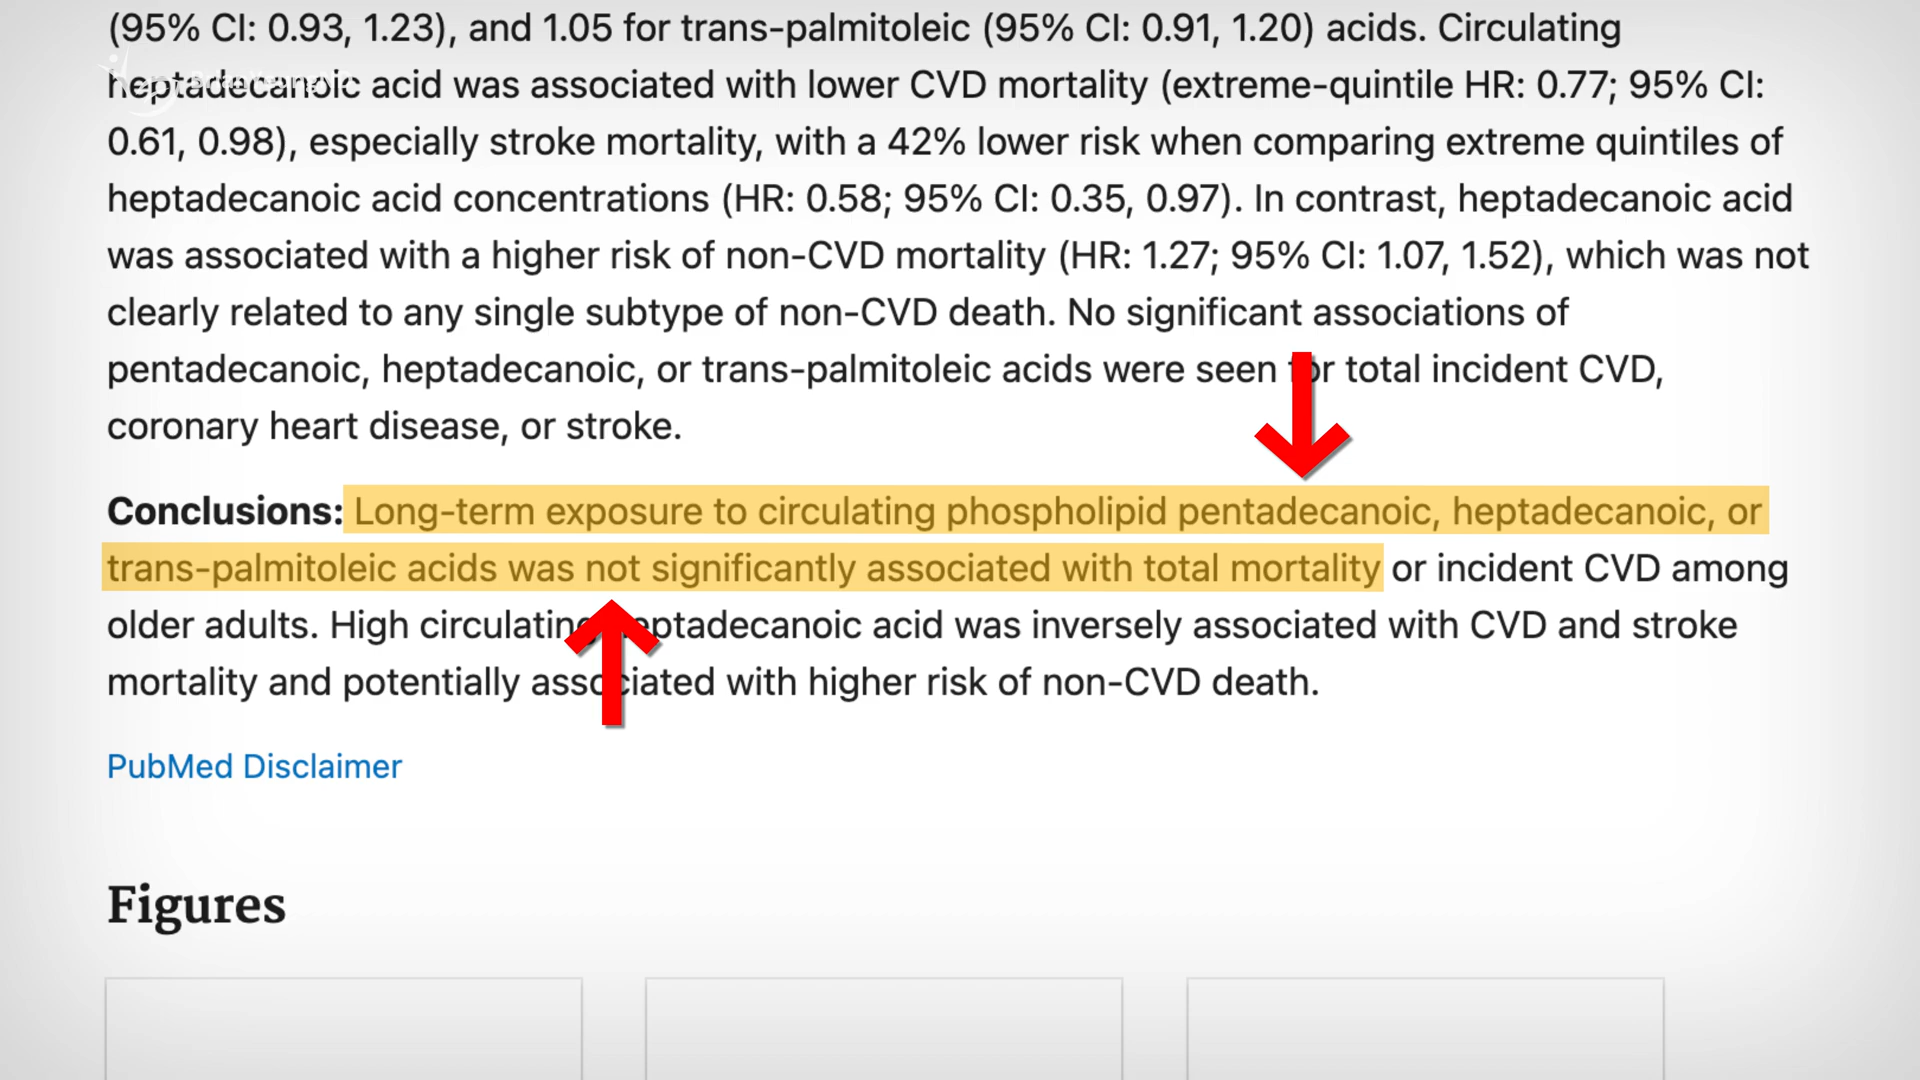 (95% CI: 0.93, 1.23), and 1.05 for trans-palmitoleic (95% CI: 0.91, 1.20) acids. Circulating
heptadecanoic acid was associated with lower CVD mortality (extreme-quintile HR: 0.77; 95% CI:
0.61, 0.98), especially stroke mortality, with a 42% lower risk when comparing extreme quintiles of
heptadecanoic acid concentrations (HR: 0.58; 95% CI: 0.35, 0.97). In contrast, heptadecanoic acid
was associated with a higher risk of non-CVD mortality (HR: 1.27; 95% CI: 1.07, 1.52), which was not
clearly related to any single subtype of non-CVD death. No significant associations of
pentadecanoic, heptadecanoic, or trans-palmitoleic acids were seen for total incident CVD,
coronary heart disease, or stroke.
Conclusions: Long-term exposure to circulating phospholipid pentadecanoic, heptadecanoic, or
trans-palmitoleic acids was not significantly associated with total mortality or incident CVD among
older adults. High circulating heptadecanoic acid was inversely associated with CVD and stroke
mortality and potentially associated with higher risk of non-CVD death.
PubMed Disclaimer
Figures